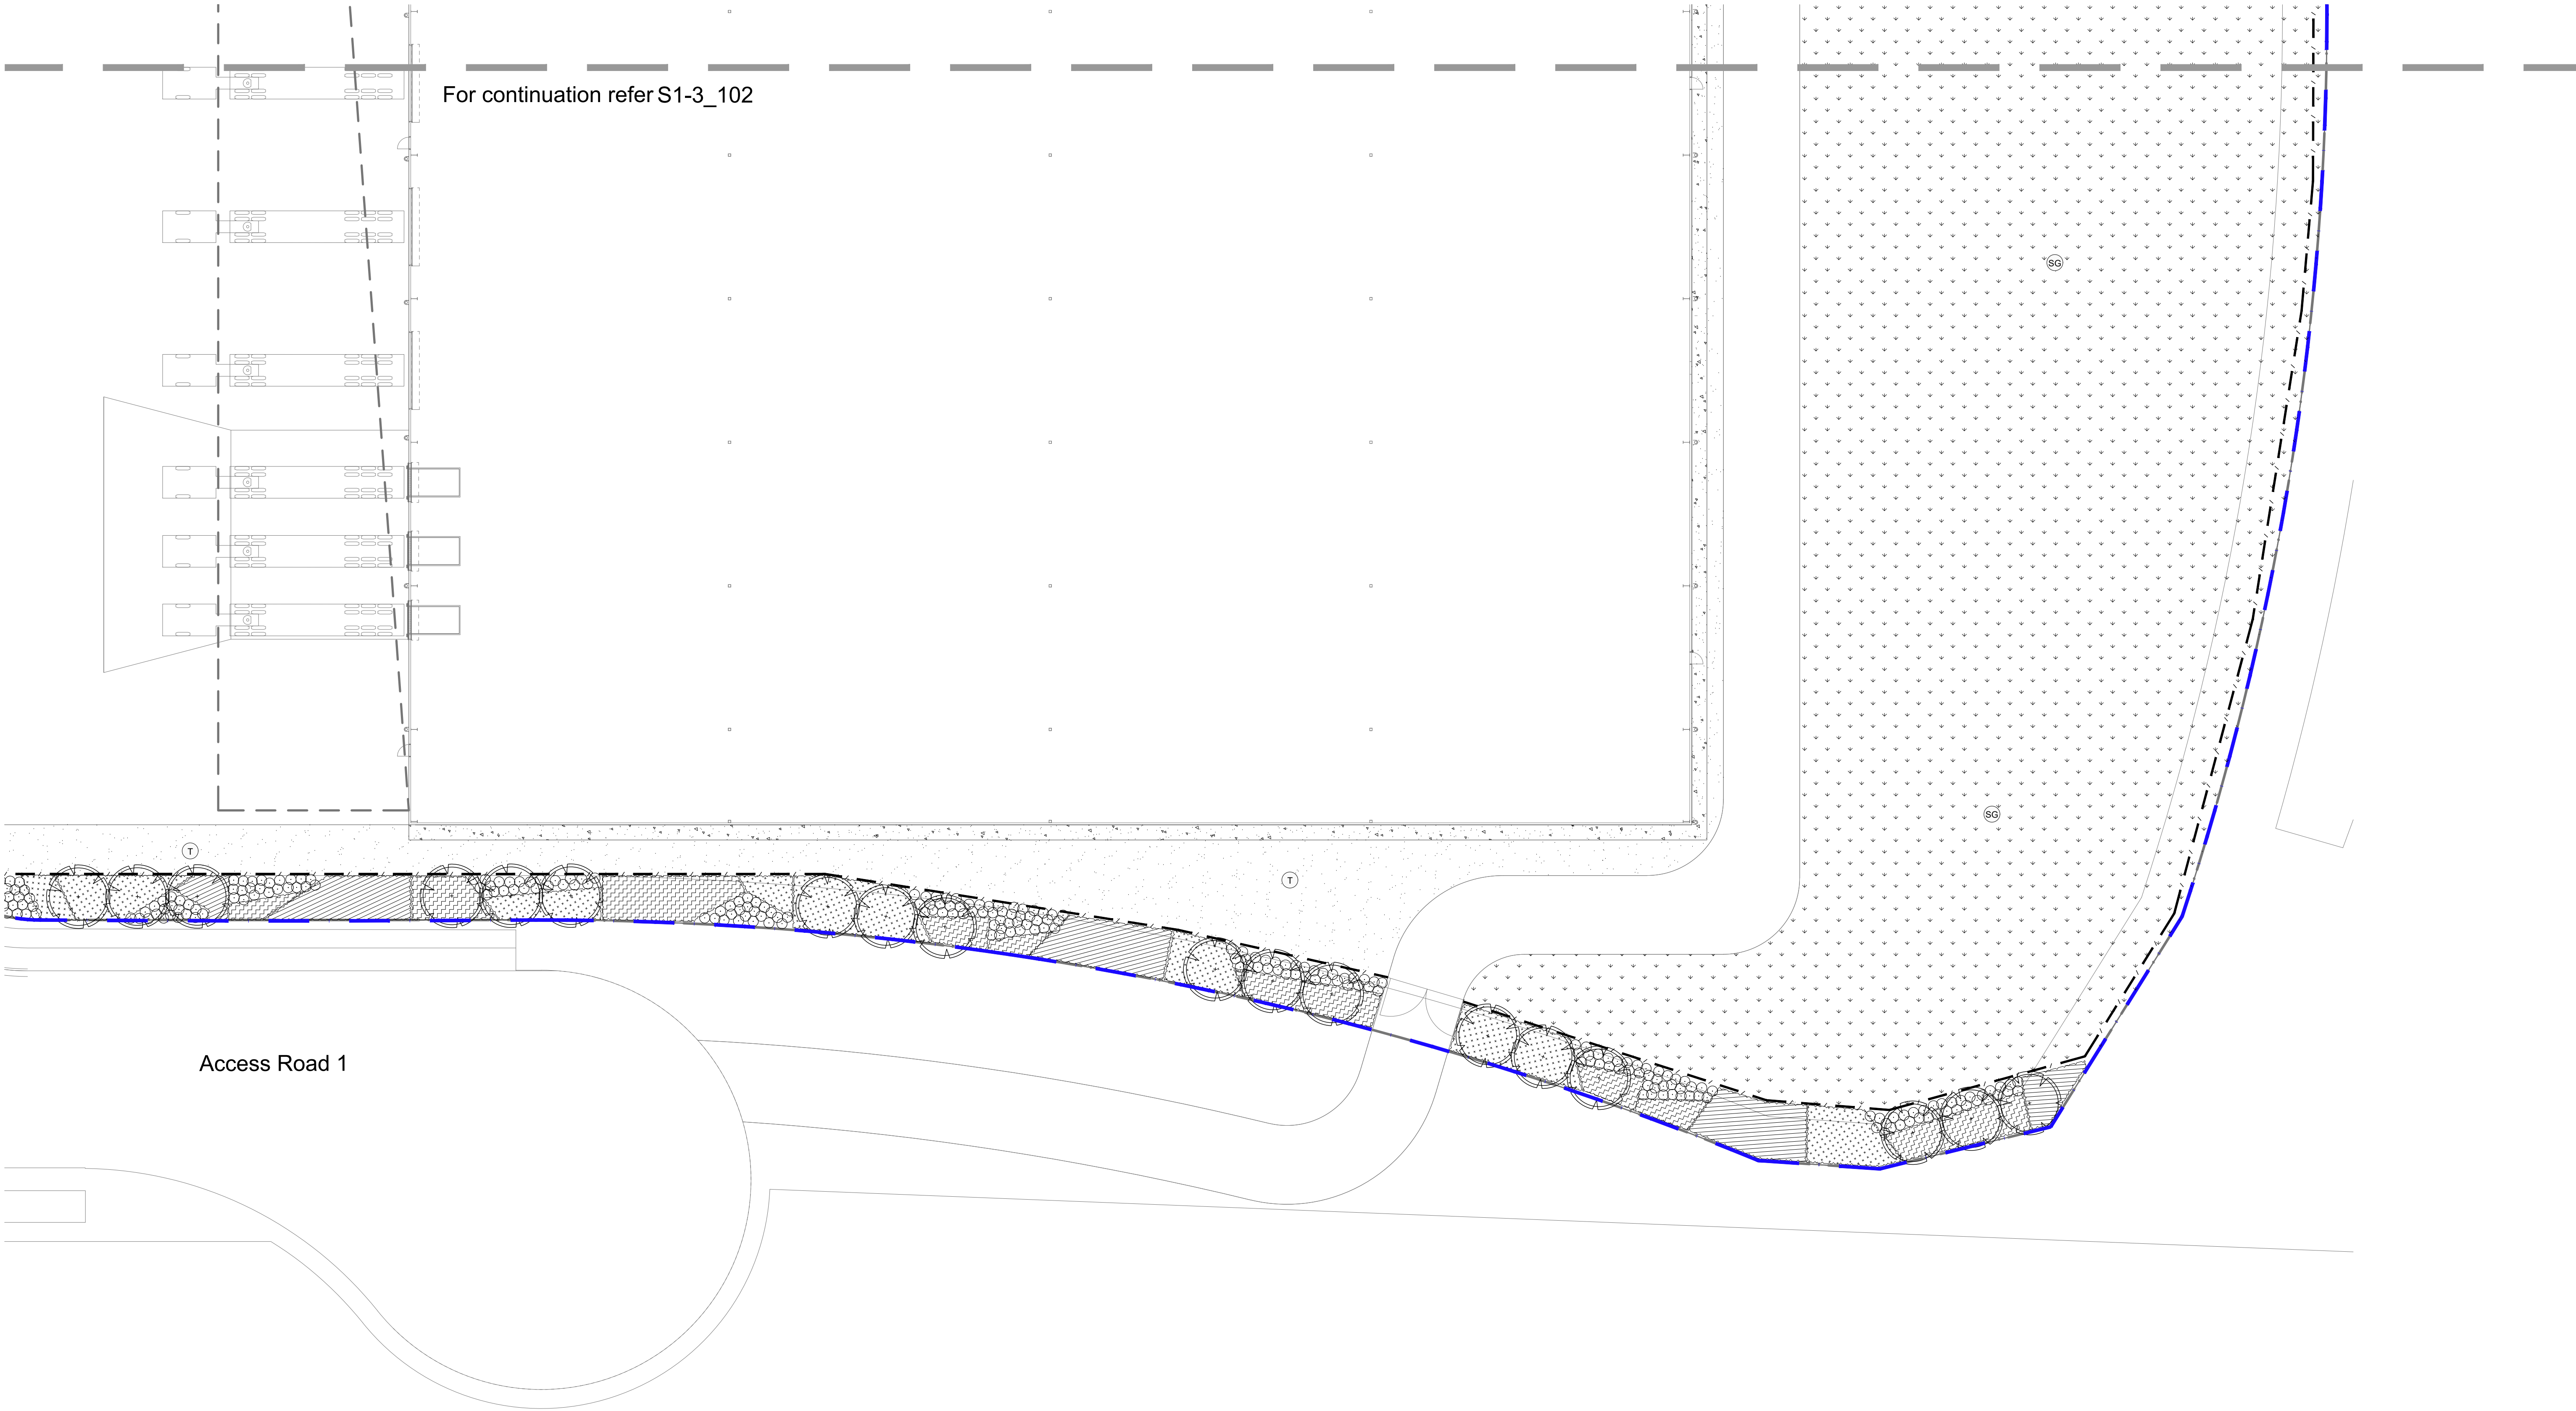 For continuation refer S1-3_102
SG
SG
T
T
Access Road 1